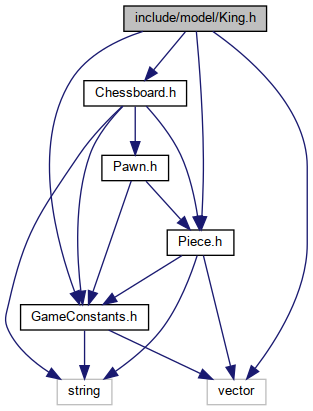 include/model/King.h
Chessboard.h
Pawn.h
Piece.h
GameConstants.h
string
vector